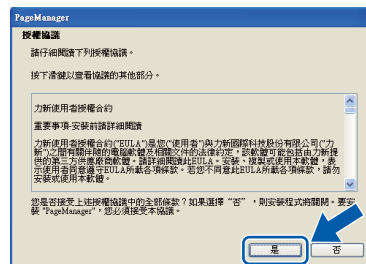 PageManager
授權協議
請仔細閱讀下列授權協議。
按下滑鍵以查看協議的其他部分。
力新使用者授權合約
重要事項-安裝前請詳細閱讀
力新使用者授權合約("EULA")是您("使用者")與力新國際科技股份有限公司("力
新")之間有關伴隨的電腦軟體及相關文件的法律約定，該軟體可能包括由力新提
供的第三方供應廠商軟體。請詳細閱讀此EULA。安裝、複製或使用本軟體，表
示使用者同意遵守EULA所載各項條款。若您不同意此EULA所載各項條款，請勿
安裝或使用本軟體。
您是否接受上述授權協議中的全部條款？如果選擇 “否” ，則安裝程式將關閉。要安
裝 "PageManager"，您必須接受本協議。
是
否